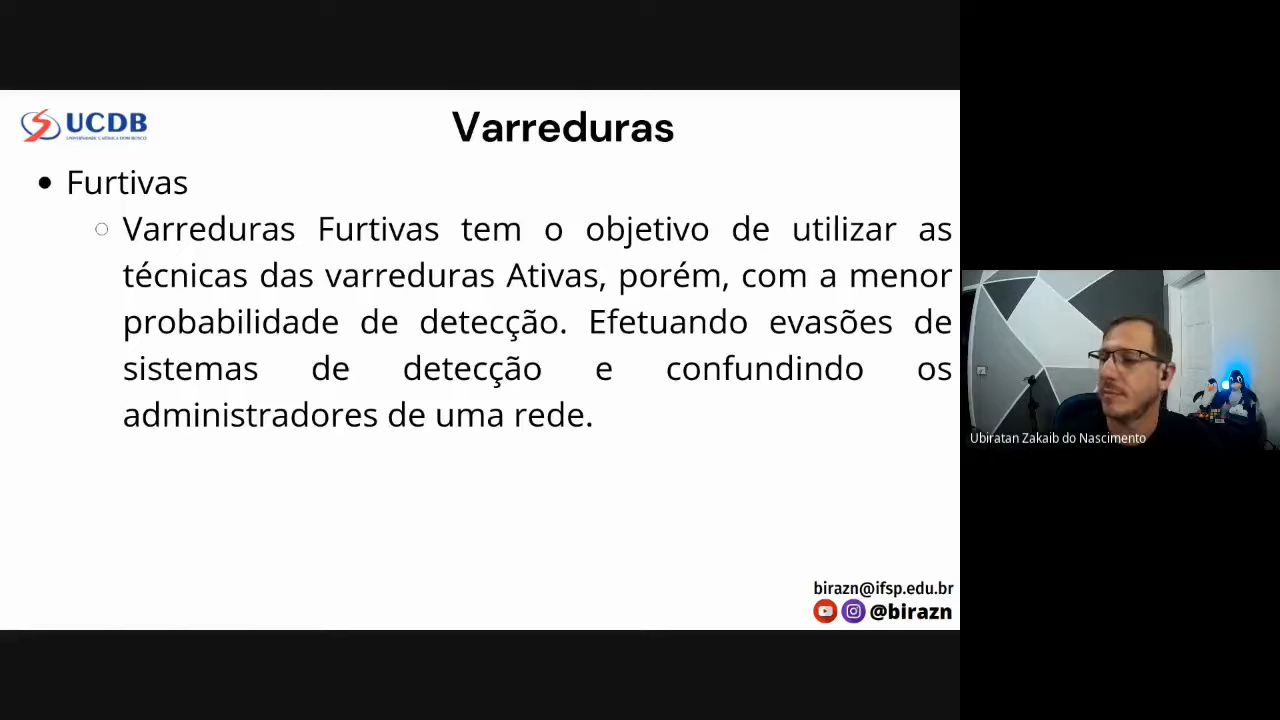 UCDB
Varreduras
Furtivas
Varreduras Furtivas tem o objetivo de utilizar as
técnicas das varreduras Ativas, porém, com a menor
probabilidade de detecção. Efetuando evasões de
sistemas de detecção e confundindo os
administradores de uma rede.
Ubiratan Zakaib do Nascimento
birazn@ifsp.edu.br
@birazn